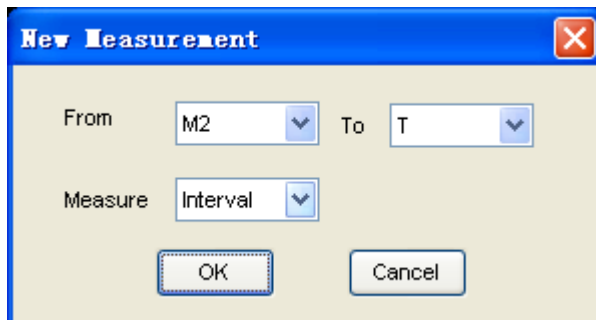 New Measurement
From M2 To T
Measure Interval
OK Cancel